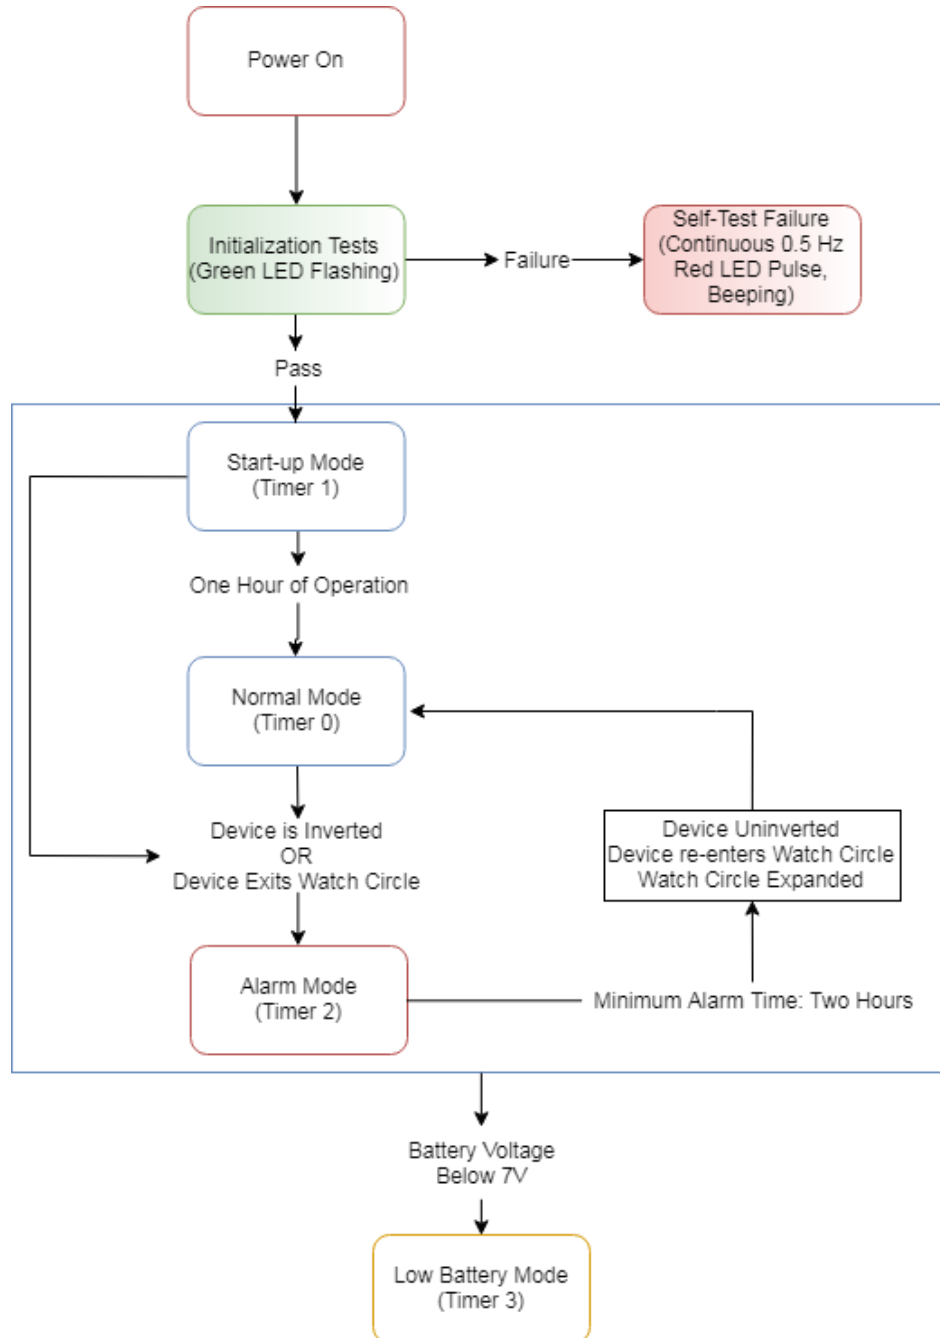 Power On
Initialization Tests
(Green LED Flashing)
Failure
Self-Test Failure
(Continuous 0.5 Hz
Red LED Pulse,
Beeping)
Pass
Start-up Mode
(Timer 1)
One Hour of Operation
Normal Mode
(Timer 0)
Device is Inverted
OR
Device Exits Watch Circle
Device Uninverted
Device re-enters Watch Circle
Watch Circle Expanded
Alarm Mode
(Timer 2)
Minimum Alarm Time: Two Hours
Battery Voltage
Below 7V
Low Battery Mode
(Timer 3)